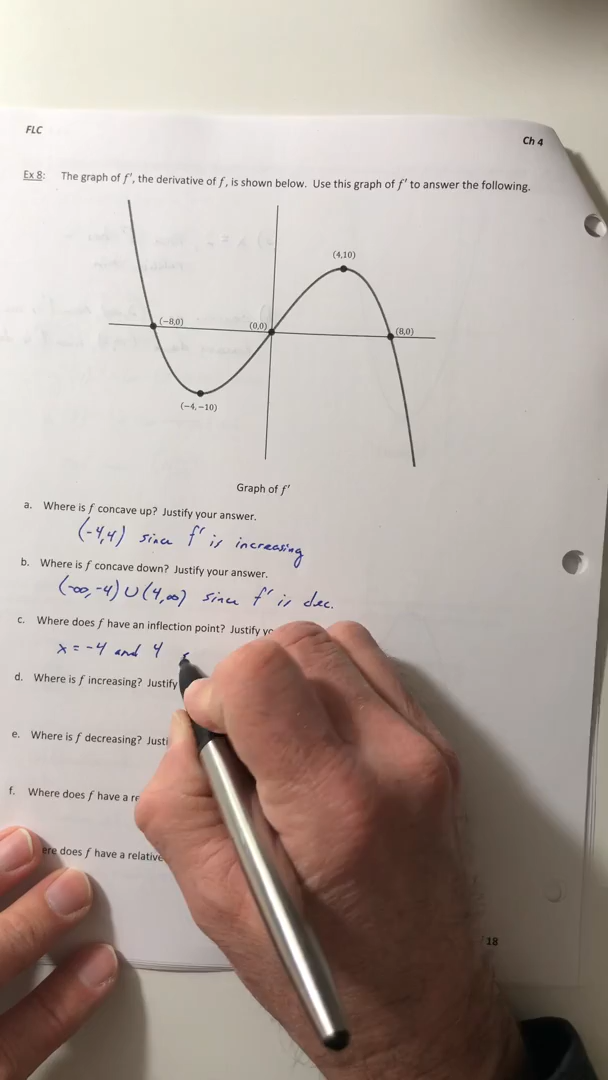 FLC
Ch 4
Ex 8: The graph of f', the derivative of f, is shown below. Use this graph of f' to answer the following.
(4,10)
(−8,0)
(0,0)
(8,0)
(−4,−10)
Graph of f'
a. Where is f concave up? Justify your answer.
(-4,4) since f' is increasing
b. Where is f concave down? Justify your answer.
(-∞,-4) ∪ (4,∞) since f' is dec.
c. Where does f have an inflection point? Justify
x = -4 and 4
d. Where is f increasing? Justify
e. Where is f decreasing?
f. Where does f have a
does f have a relative
18